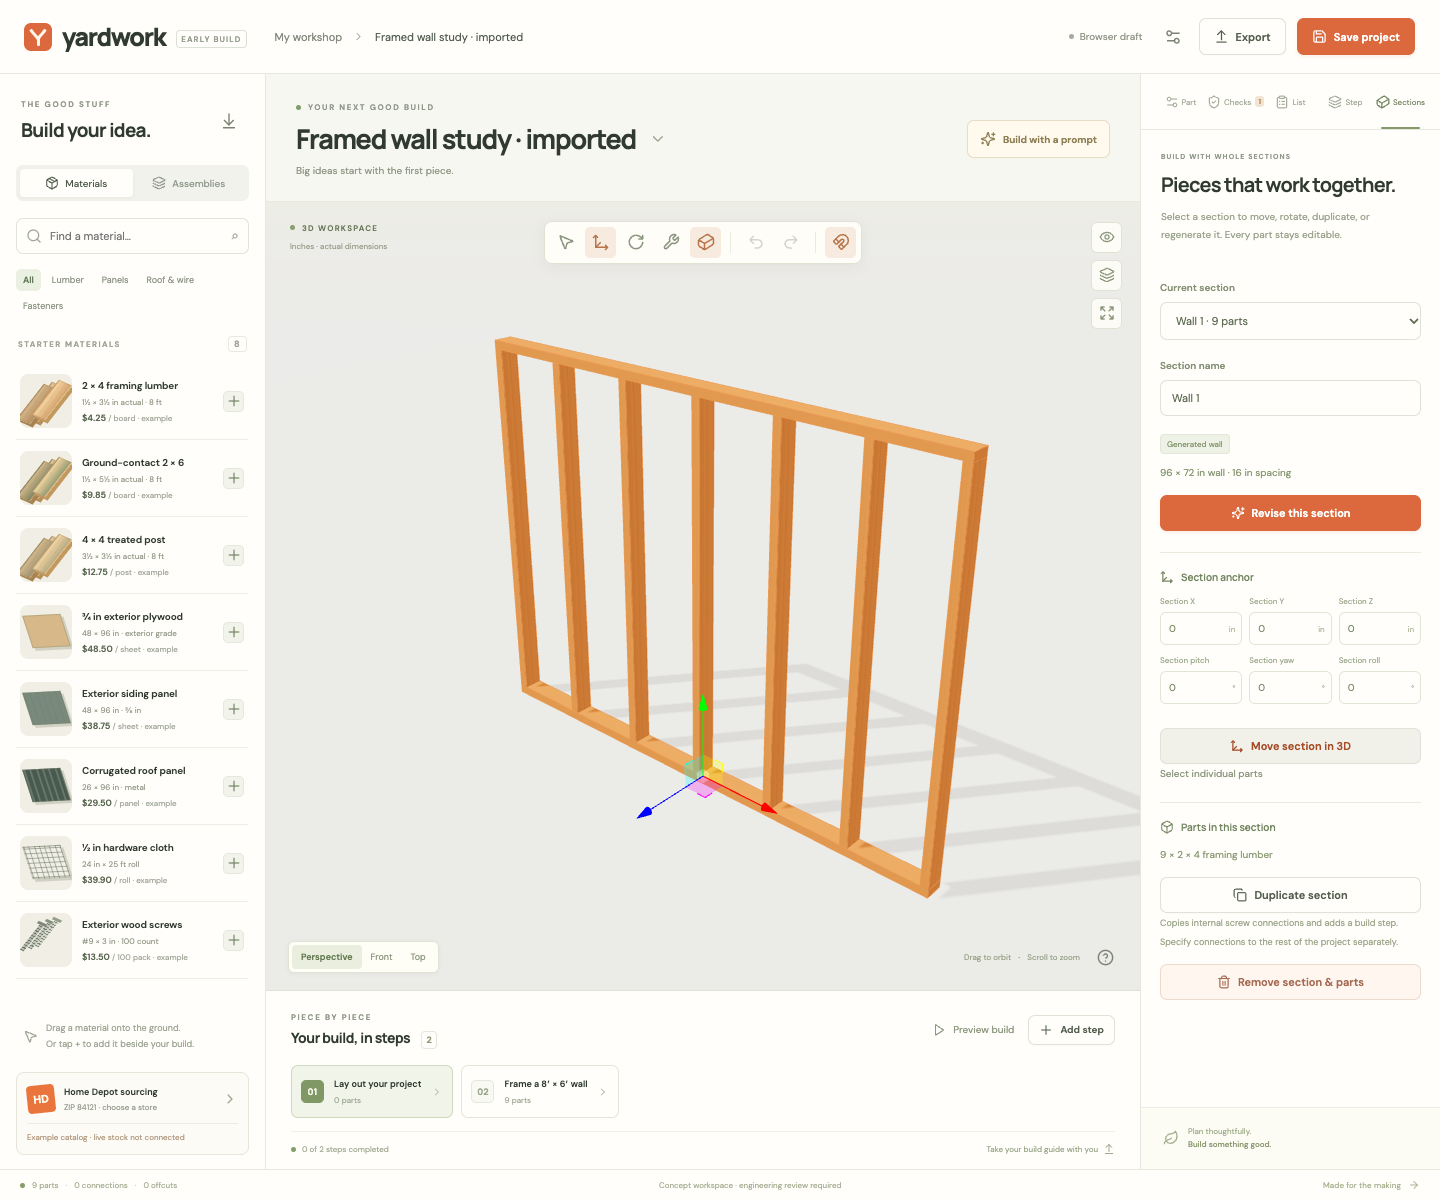 yardwork
EARLY BUILD
My workshop
Framed wall study · imported
Browser draft
Export
Save project
THE GOOD STUFF
Build your idea.
Materials
Assemblies
Find a material...
All
Lumber
Panels
Roof & wire
Fasteners
STARTER MATERIALS
8
2 × 4 framing lumber
1½ × 3½ in actual · 8 ft
$4.25 / board · example
Ground-contact 2 × 6
1½ × 5½ in actual · 8 ft
$9.85 / board · example
4 × 4 treated post
3½ × 3½ in actual · 8 ft
$12.75 / post · example
¾ in exterior plywood
48 × 96 in · exterior grade
$48.50 / sheet · example
Exterior siding panel
$38.75 / sheet · example
Corrugated roof panel
26 × 96 in · metal
$29.50 / panel · example
½ in hardware cloth
24 in × 25 ft roll
$39.90 / roll · example
Exterior wood screws
#9 × 3 in · 100 count
$13.50 / 100 pack · example
Drag a material onto the ground.
Or tap + to add it beside your build.
HD
Home Depot sourcing
ZIP 84121 · choose a store
Example catalog · live stock not connected
YOUR NEXT GOOD BUILD
Framed wall study · imported
Big ideas start with the first piece.
Build with a prompt
3D WORKSPACE
Inches · actual dimensions
Perspective
Front
Top
Drag to orbit · Scroll to zoom
PIECE BY PIECE
Your build, in steps
2
Preview build
Add step
01
Lay out your project
0 parts
02
Frame a 8′ × 6′ wall
9 parts
0 of 2 steps completed
Take your build guide with you
Part
Checks
1
List
Step
Sections
BUILD WITH WHOLE SECTIONS
Pieces that work together.
Select a section to move, rotate, duplicate, or
regenerate it. Every part stays editable.
Current section
Wall 1 · 9 parts
Section name
Wall 1
Generated wall
96 × 72 in wall · 16 in spacing
Revise this section
Section anchor
Section X
Section Y
Section Z
0 in
0 in
0 in
Section pitch
Section yaw
Section roll
0 °
0 °
0 °
Move section in 3D
Select individual parts
Parts in this section
9 × 2 × 4 framing lumber
Duplicate section
Copies internal screw connections and adds a build step.
Specify connections to the rest of the project separately.
Remove section & parts
Plan thoughtfully.
Build something good.
9 parts · 0 connections · 0 offcuts
Concept workspace · engineering review required
Made for the making